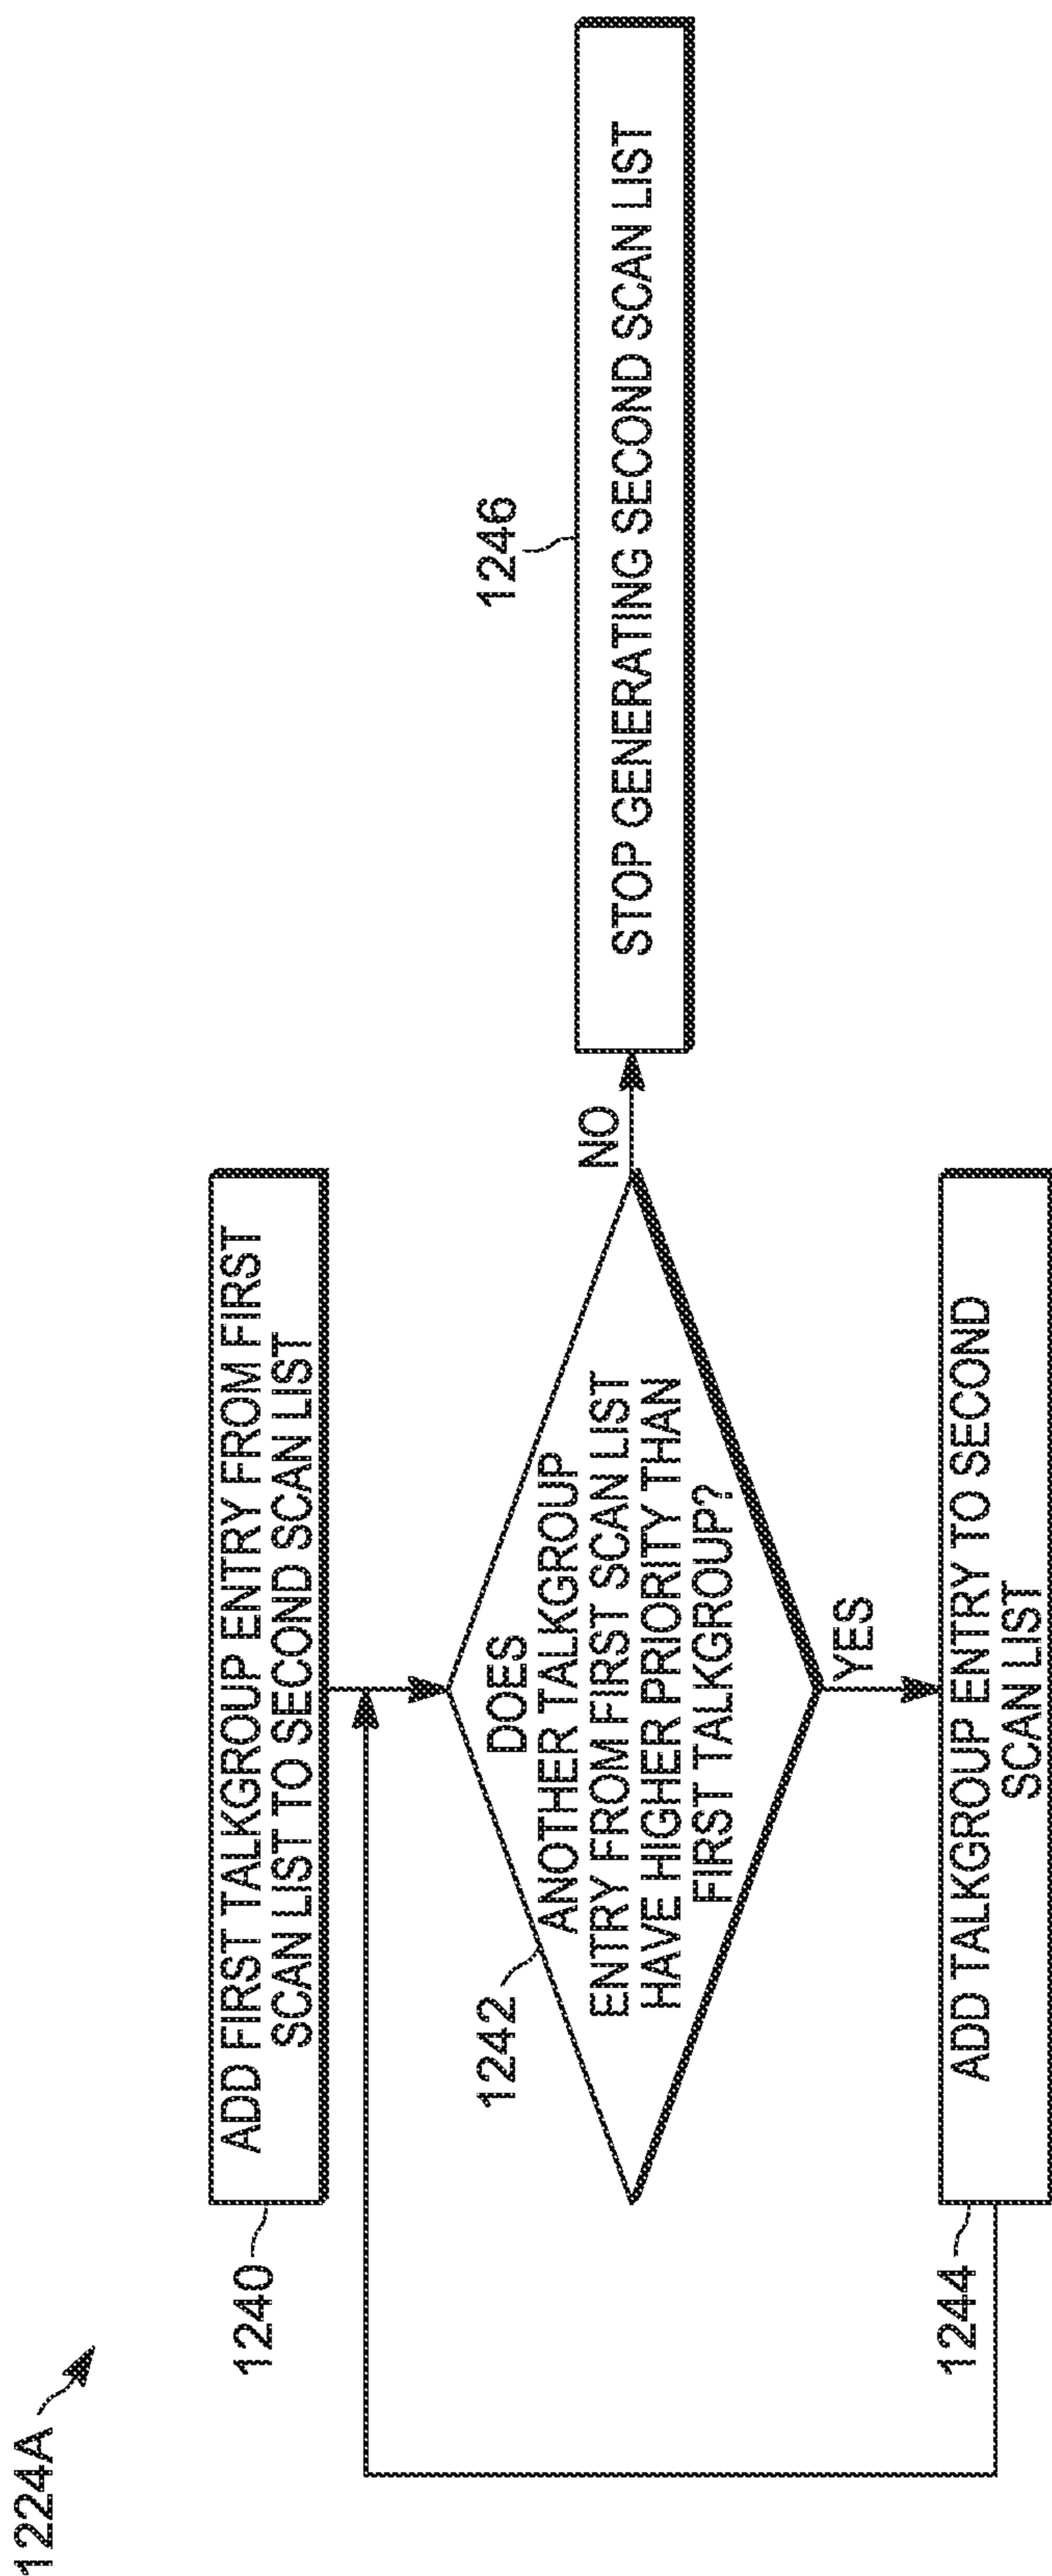 1224A
1240
ADD FIRST TALKGROUP ENTRY FROM FIRST
SCAN LIST TO SECOND SCAN LIST
1242
DOES
ANOTHER TALKGROUP
ENTRY FROM FIRST SCAN LIST
HAVE HIGHER PRIORITY THAN
FIRST TALKGROUP?
NO
1246
STOP GENERATING SECOND SCAN LIST
YES
1244
ADD TALKGROUP ENTRY TO SECOND
SCAN LIST